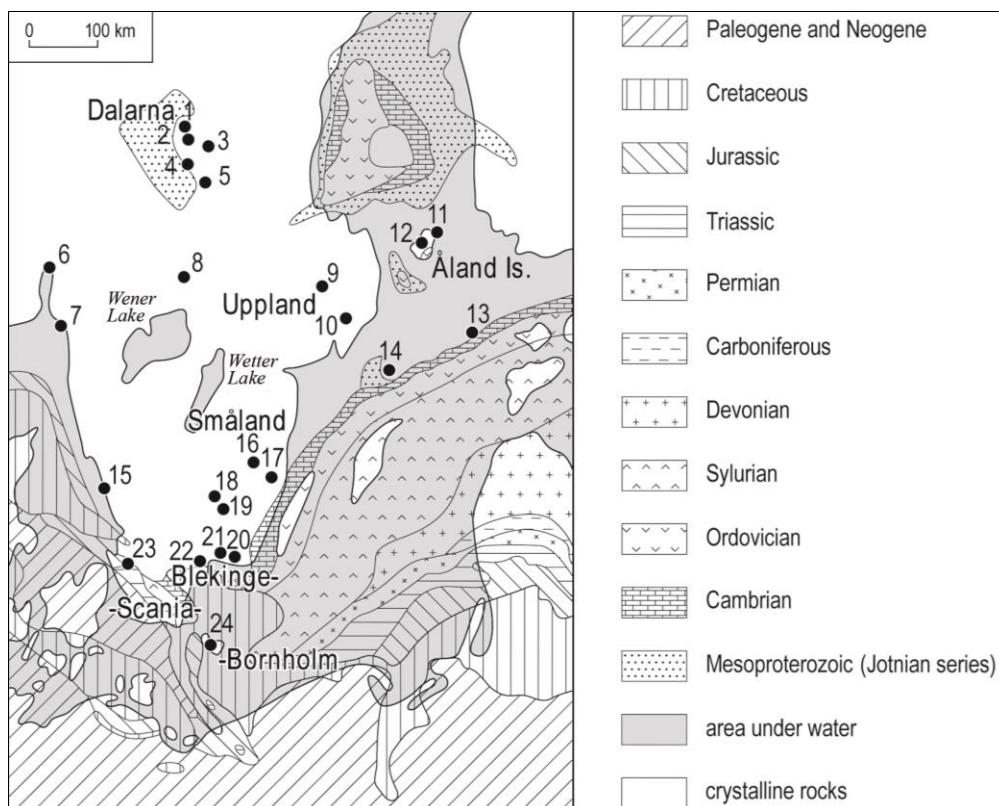 0 100 km
Dalarna 1
2
3
4
5
6
7
8
Wener
Lake
Wetter
Lake
9
Uppland
10
11
12
Åland Is.
13
14
Småland
16
17
15
18
19
21
20
22
23
Blekinge-
-Scania-
24
-Bornholm
Paleogene and Neogene
Cretaceous
Jurassic
Triassic
Permian
Carboniferous
Devonian
Sylurian
Ordovician
Cambrian
Mesoproterozoic (Jotnian series)
area under water
crystalline rocks